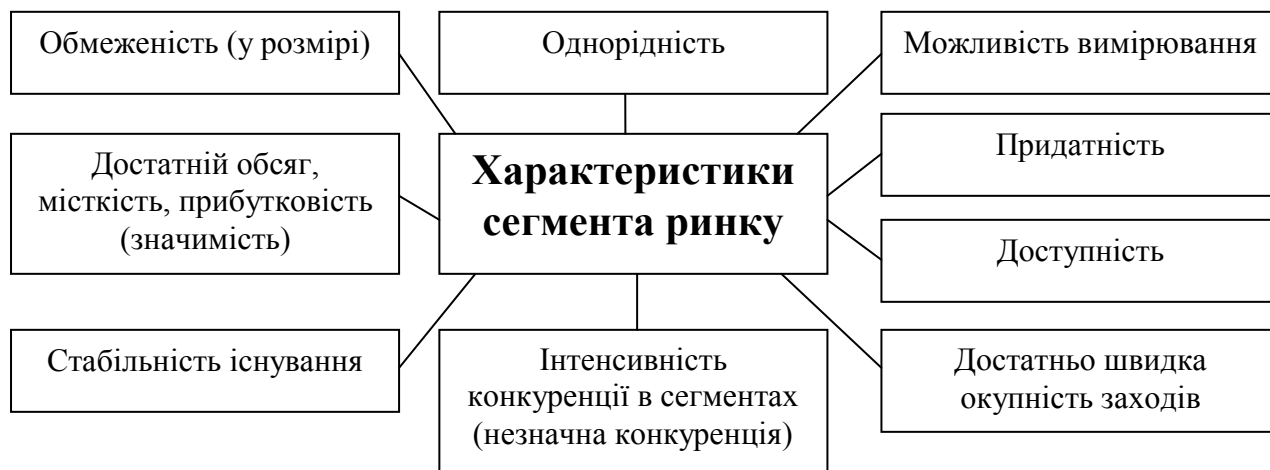 Обмеженість (у розмірі)
Однорідність
Можливість вимірювання
Достатній обсяг,
місткість, прибутковість
(значимість)
Характеристики
сегмента ринку
Придатність
Доступність
Стабільність існування
Інтенсивність
конкуренції в сегментах
(незначна конкуренція)
Достатньо швидка
окупність заходів